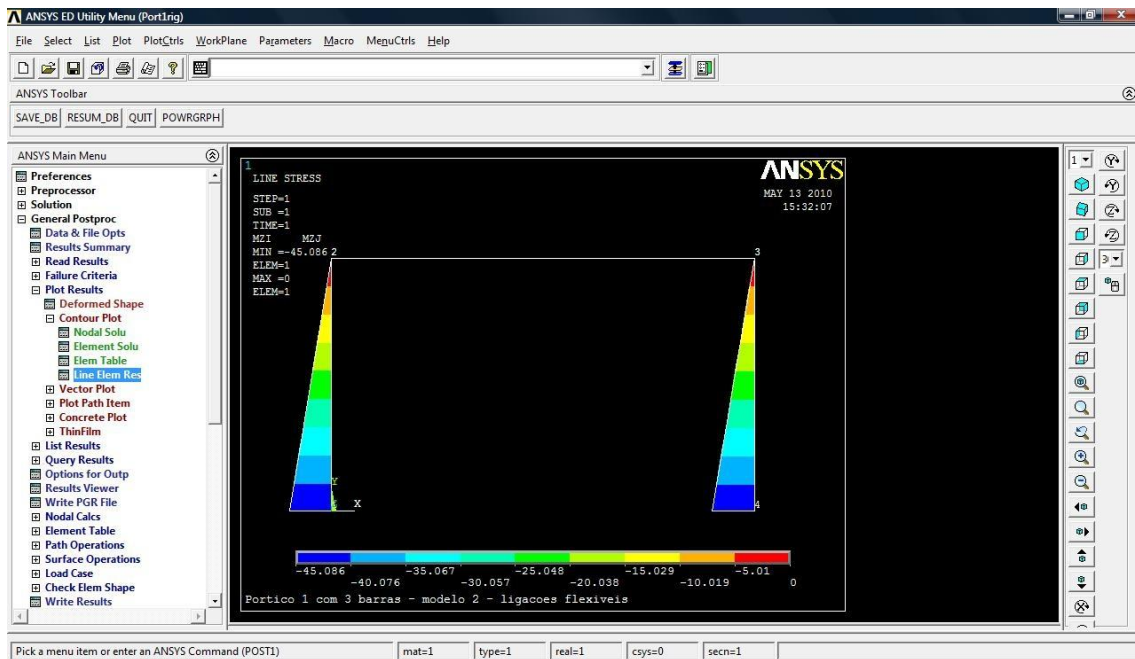 ANSYS ED Utility Menu (Port1rig)
File Select List Plot PlotCtrls WorkPlane Parameters Macro MenuCtrls Help
ANSYS Toolbar
SAVE_DB RESUM_DB QUIT POWRGRPH
ANSYS Main Menu
Preferences
Preprocessor
Solution
General Postproc
Data & File Opts
Results Summary
Read Results
Failure Criteria
Plot Results
Deformed Shape
Contour Plot
Nodal Solu
Element Solu
Elem Table
Line Elem Res
Vector Plot
Plot Path Item
Concrete Plot
ThinFilm
List Results
Query Results
Options for Outp
Results Viewer
Write PGR File
Nodal Calcs
Element Table
Path Operations
Surface Operations
Load Case
Check Elem Shape
Write Results
1
LINE STRESS
STEP=1
SUB =1
TIME=1
MZI MZJ
MIN =-45.086
ELEM=1
MAX =0
ELEM=1
ANSYS
MAY 13 2010
15:32:07
2
3
Y
X
4
-45.086 -35.067 -25.048 -15.029 -5.01
-40.076 -30.057 -20.038 -10.019 0
Portico 1 com 3 barras - modelo 2 - ligacoes flexiveis
1
3
Pick a menu item or enter an ANSYS Command (POST1) mat=1 type=1 real=1 csys=0 secn=1